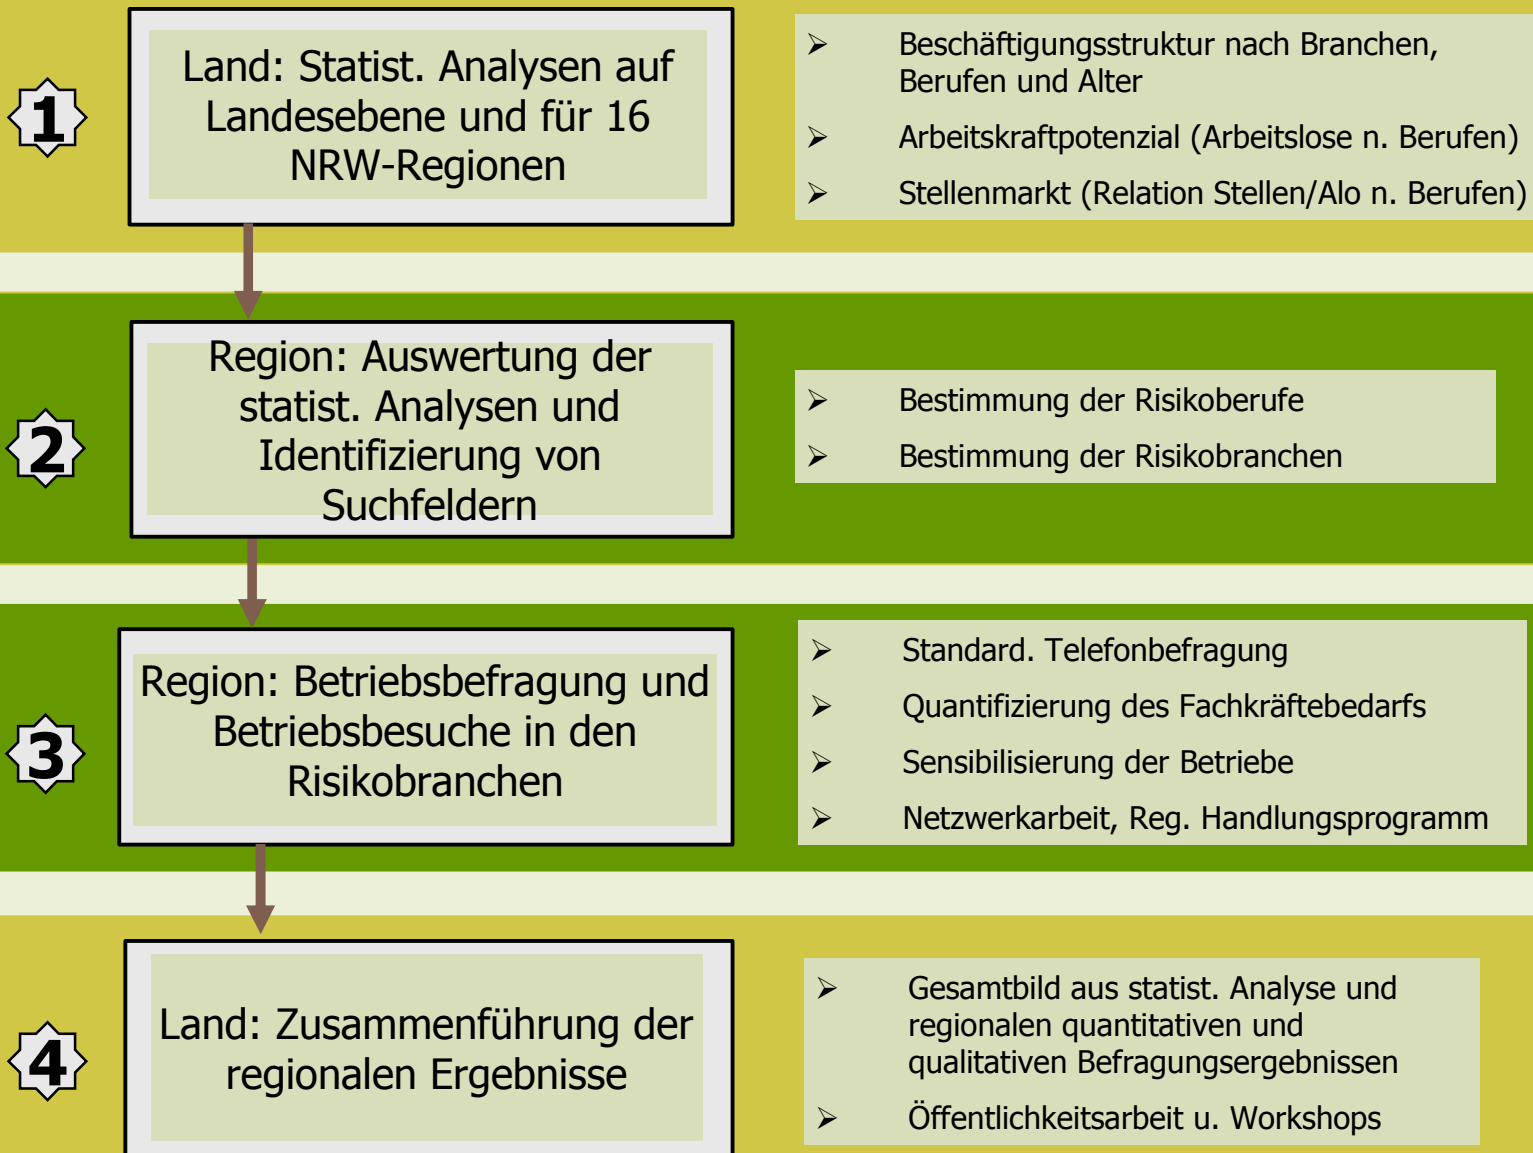 1
Land: Statist. Analysen auf
Landesebene und für 16
NRW-Regionen
➢ Beschäftigungsstruktur nach Branchen,
Berufen und Alter
➢ Arbeitskraftpotenzial (Arbeitslose n. Berufen)
➢ Stellenmarkt (Relation Stellen/Alo n. Berufen)
2
Region: Auswertung der
statist. Analysen und
Identifizierung von
Suchfeldern
➢ Bestimmung der Risikoberufe
➢ Bestimmung der Risikobranchen
3
Region: Betriebsbefragung und
Betriebsbesuche in den
Risikobranchen
➢ Standard. Telefonbefragung
➢ Quantifizierung des Fachkräftebedarfs
➢ Sensibilisierung der Betriebe
➢ Netzwerkarbeit, Reg. Handlungsprogramm
4
Land: Zusammenführung der
regionalen Ergebnisse
➢ Gesamtbild aus statist. Analyse und
regionalen quantitativen und
qualitativen Befragungsergebnissen
➢ Öffentlichkeitsarbeit u. Workshops